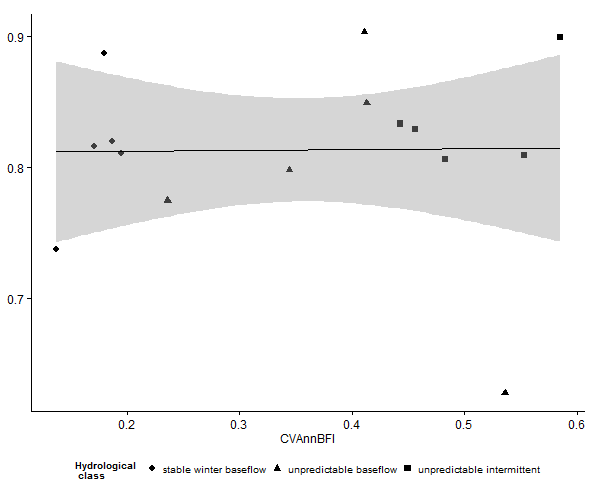 0.9
0.8
0.7
0.2 0.3 0.4 0.5 0.6
CVAnnBFI
Hydrological
class
stable winter baseflow unpredictable baseflow unpredictable intermittent